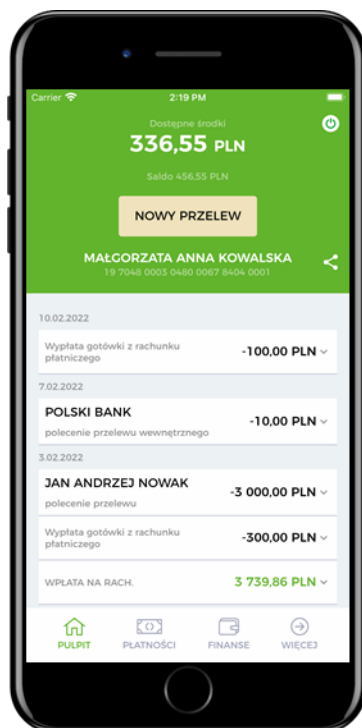 Carrier
2:19 PM
Dostępne środki
336,55 PLN
Saldo 456,55 PLN
NOWY PRZELEW
MAŁGORZATA ANNA KOWALSKA
19 7048 0003 0480 0067 8404 0001
10.02.2022
Wypłata gotówki z rachunku
płatniczego
-100,00 PLN
7.02.2022
POLSKI BANK
-10,00 PLN
polecenie przelewu wewnętrznego
3.02.2022
JAN ANDRZEJ NOWAK
-3 000,00 PLN
polecenie przelewu
Wypłata gotówki z rachunku
płatniczego
-300,00 PLN
WPŁATA NA RACH.
3 739,86 PLN
PULPIT
PŁATNOŚCI
FINANSE
WIĘCEJ